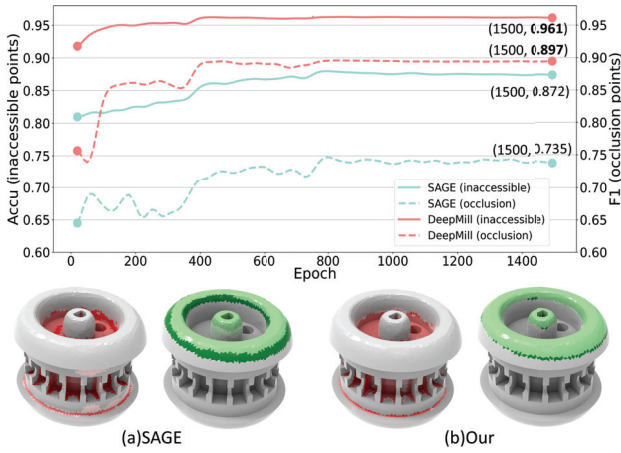 Accu (inaccessible points)
0.95
0.90
0.85
0.80
0.75
0.70
0.65
0.60
(1500, 0.961)
(1500, 0.897)
(1500, 0.872)
(1500, 0.735)
SAGE (inaccessible)
SAGE (occlusion)
DeepMill (inaccessible)
DeepMill (occlusion)
0.95
0.90
0.85
0.80
0.75
0.70
0.65
0.60
F1 (occlusion points)
0 200 400 600 800 1000 1200 1400
Epoch
(a)SAGE (b)Our